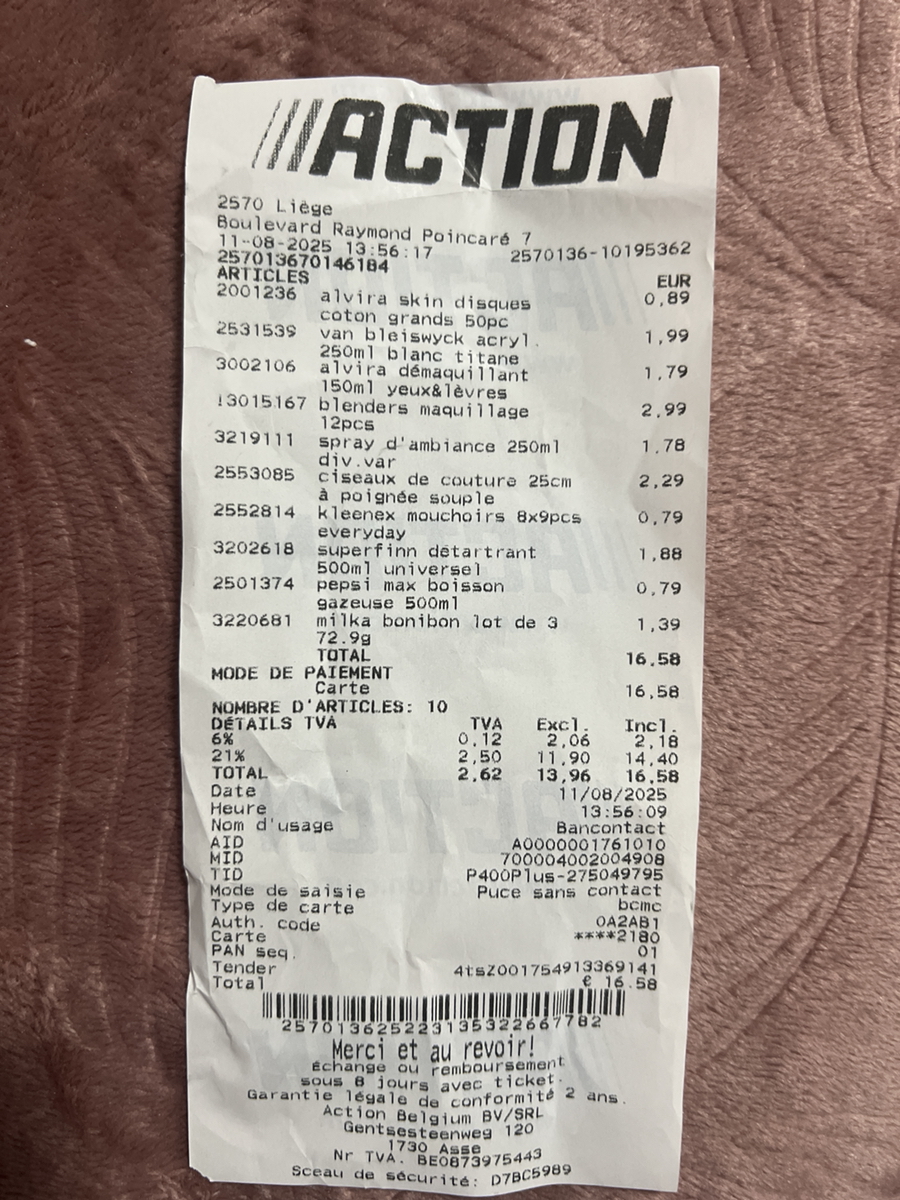 ///ACTION
2570 Liège
Boulevard Raymond Poincaré 7
11-08-2025 13:56:17 2570136-10195362
257013670146184
ARTICLES EUR
2001236 alvira skin disques 0,89
coton grands 50pc
2531539 van bleiswyck acryl. 1,99
250ml blanc titane
3002106 alvira démaquillant 1,79
150ml yeux&lèvres
!3015167 blenders maquillage 2,99
12pcs
3219111 spray d'ambiance 250ml 1,78
div.var
2553085 ciseaux de couture 25cm 2,29
à poignée souple
2552814 kleenex mouchoirs 8x9pcs 0,79
everyday
3202618 superfinn détartrant 1,88
500ml universel
2501374 pepsi max boisson 0,79
gazeuse 500ml
3220681 milka bonibon lot de 3 1,39
72.9g
TOTAL 16,58
MODE DE PAIEMENT
Carte 16,58
NOMBRE D'ARTICLES: 10
DÉTAILS TVA TVA Excl. Incl.
6% 0,12 2,06 2,18
21% 2,50 11,90 14,40
TOTAL 2,62 13,96 16,58
Date 11/08/2025
Heure 13:56:09
Nom d'usage Bancontact
AID A0000001761010
MID 700004002004908
TID P400Plus-275049795
Mode de saisie Puce sans contact
Type de carte bcmc
Auth. code 0A2AB1
Carte ****2180
PAN seq. 01
Tender 4tsZ001754913369141
Total € 16.58
257013625223135322667782
Merci et au revoir!
Échange ou remboursement
sous 8 jours avec ticket.
Garantie légale de conformité 2 ans.
Action Belgium BV/SRL
Gentsesteenweg 120
1730 Asse
Nr TVA. BE0873975443
Sceau de sécurité: D7BC5989